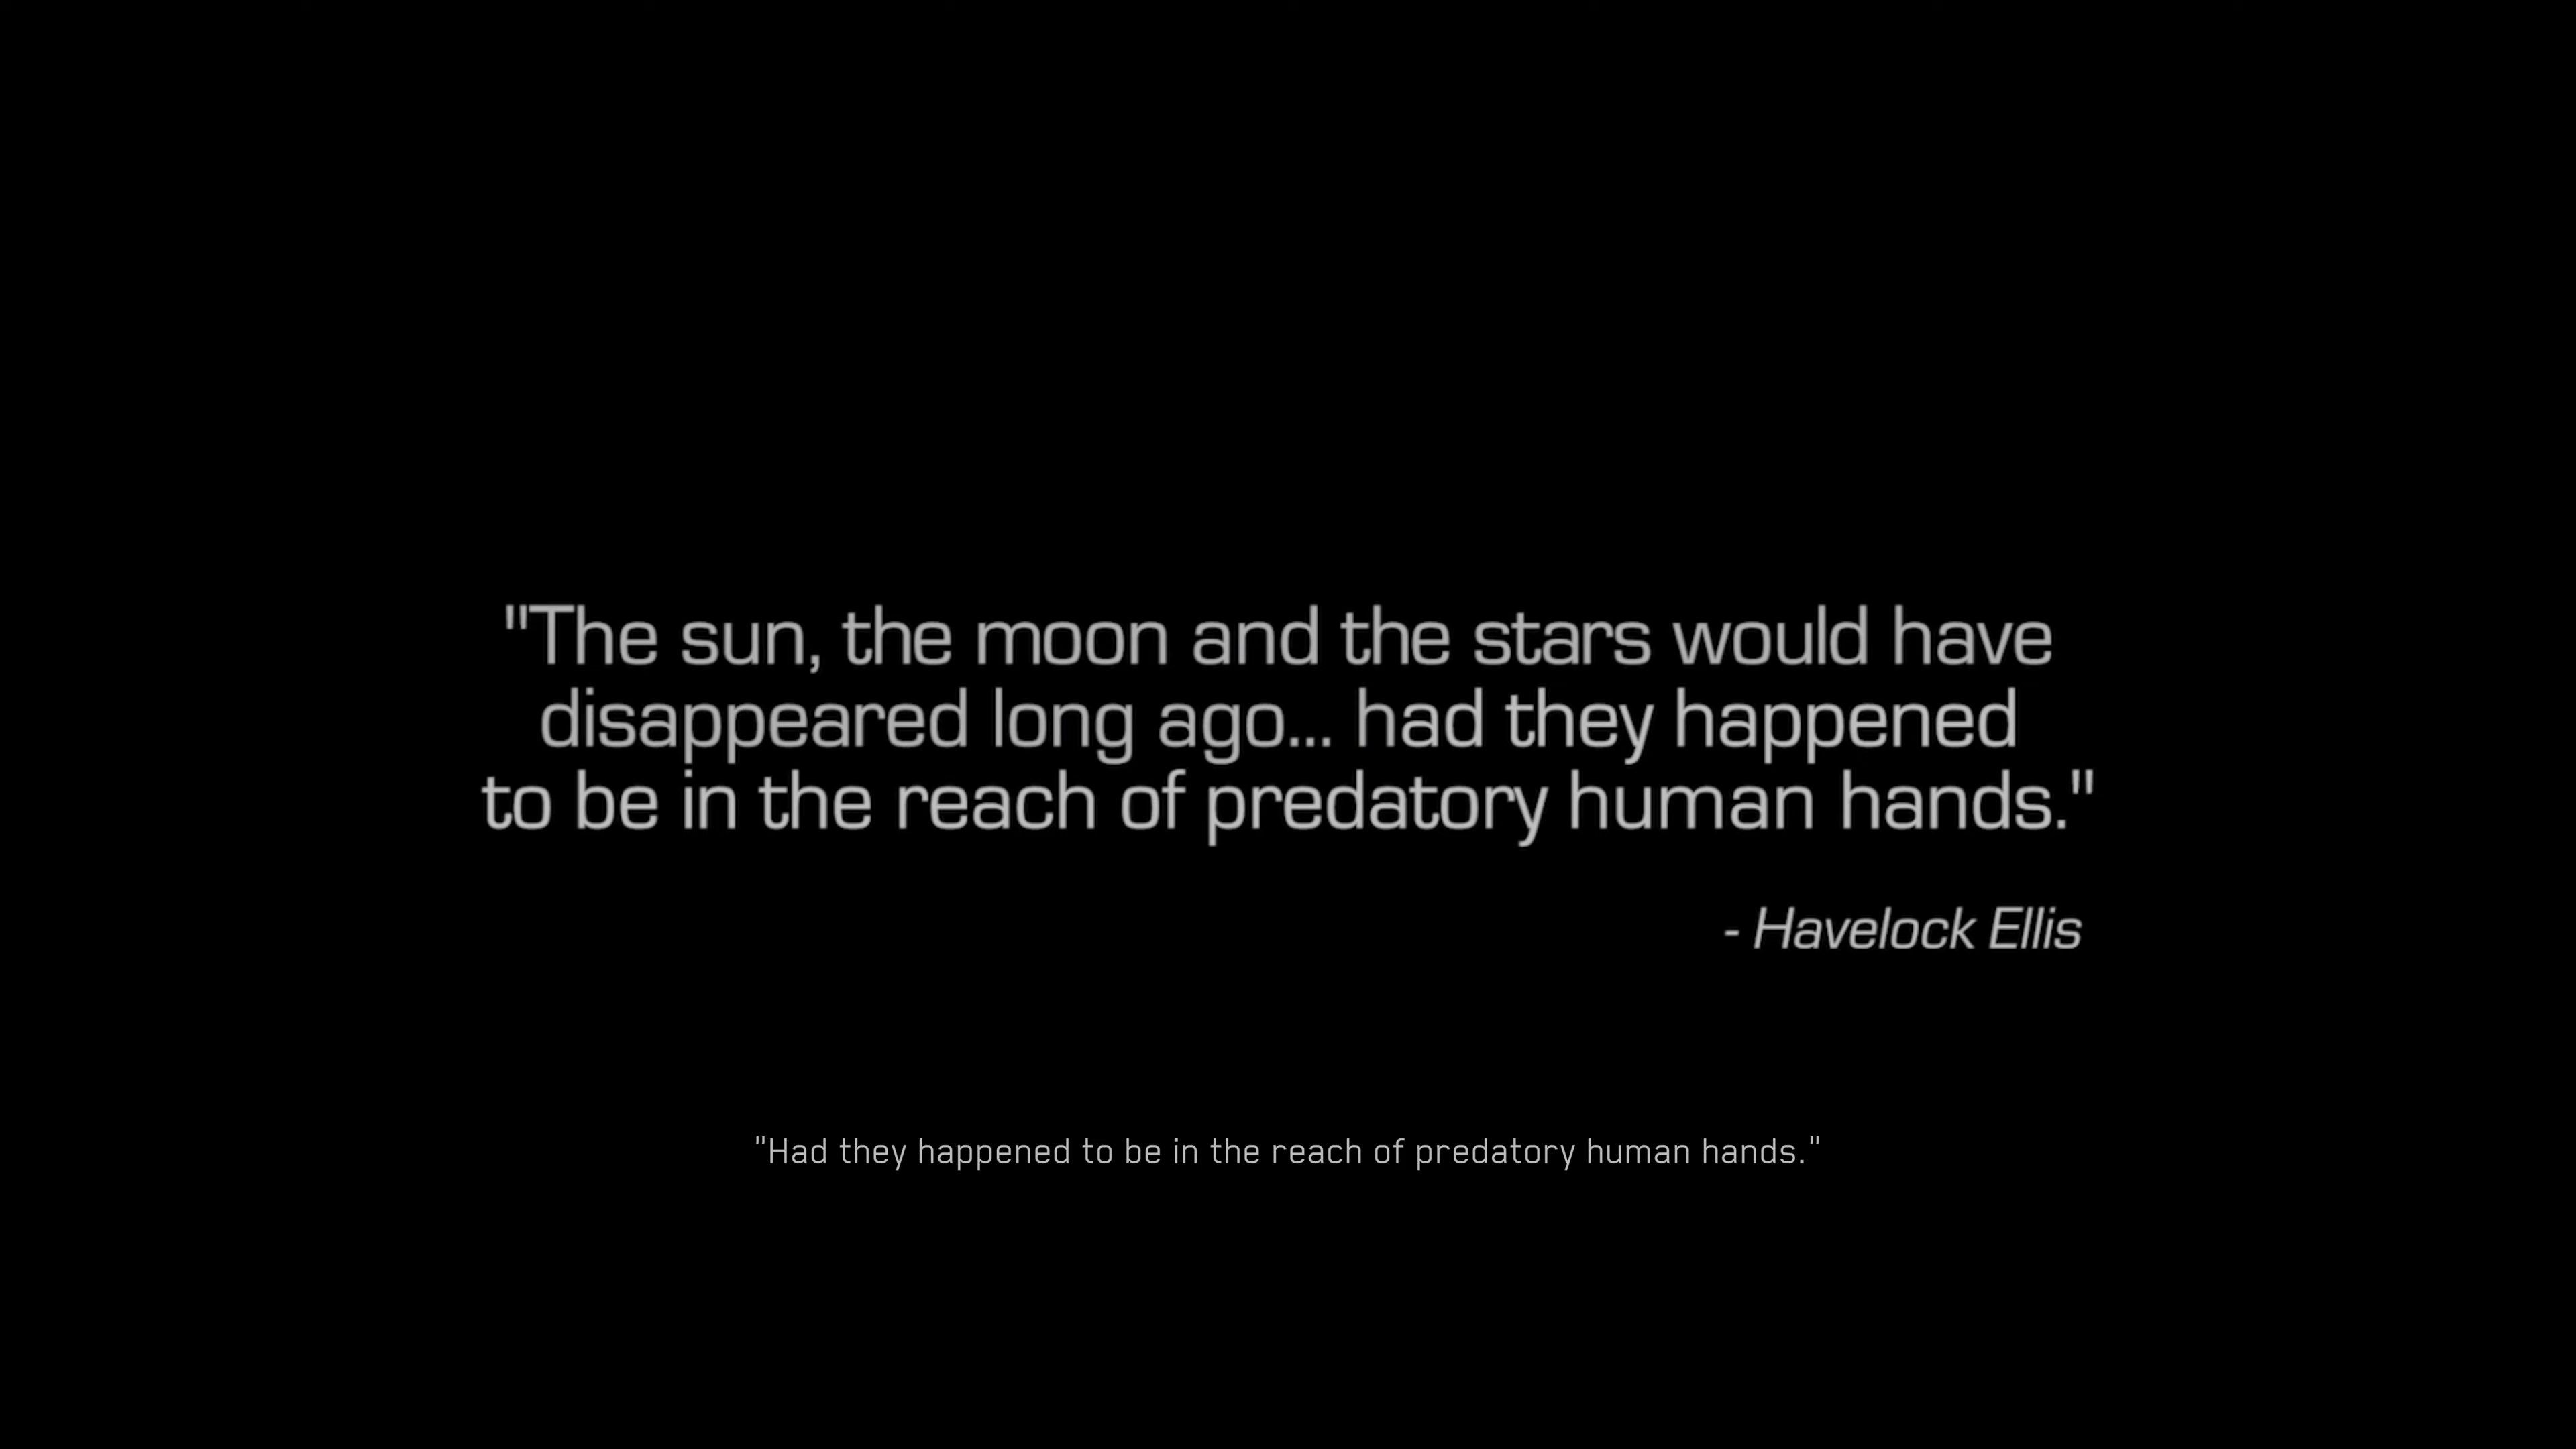 "The sun, the moon and the stars would have
disappeared long ago... had they happened
to be in the reach of predatory human hands."
- Havelock Ellis
"Had they happened to be in the reach of predatory human hands."